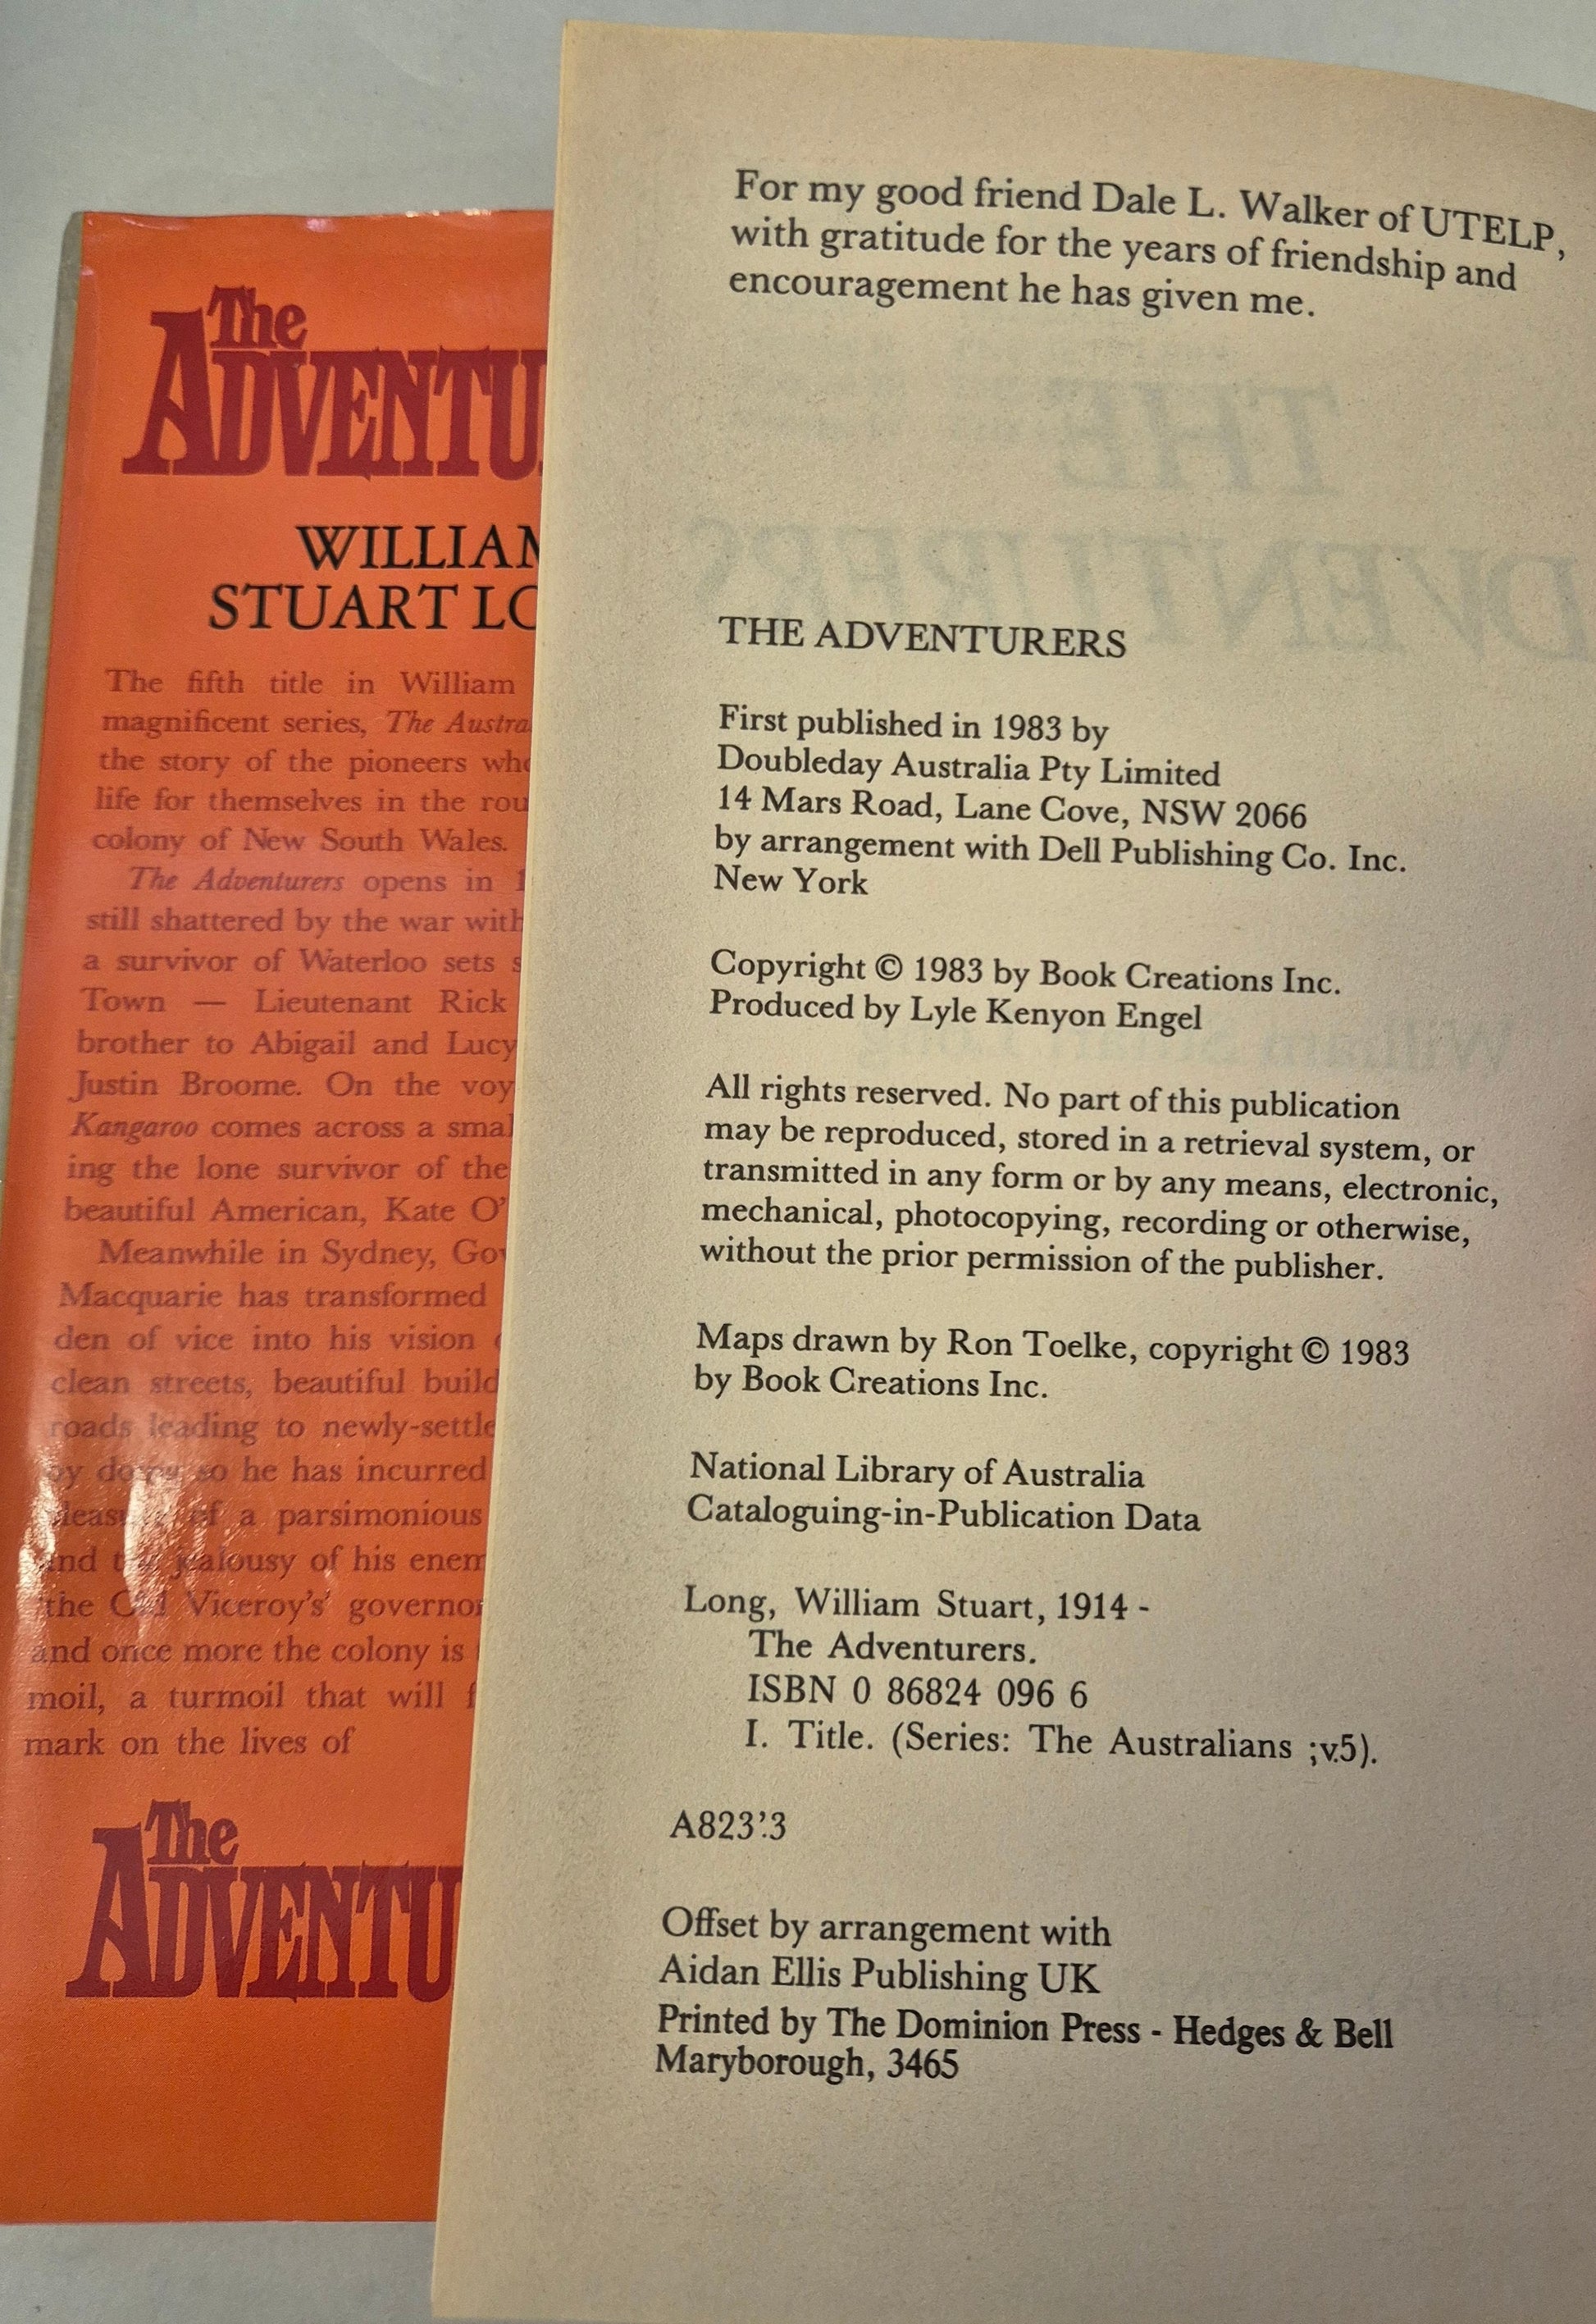 The
ADVENTU
WILLIAM
STUART LO
The fifth title in William
magnificent series, The Austra
the story of the pioneers who
life for themselves in the rou
colony of New South Wales.
The Adventurers opens in 1
still shattered by the war with
a survivor of Waterloo sets s
Town — Lieutenant Rick
brother to Abigail and Lucy
Justin Broome. On the voy
Kangaroo comes across a smal
ing the lone survivor of the
beautiful American, Kate O'
Meanwhile in Sydney, Gov
Macquarie has transformed
den of vice into his vision
clean streets, beautiful build
roads leading to newly-settle
by doing so he has incurred
of a parsimonious
and the jealousy of his enem
the Old Viceroy's' governor
and once more the colony is
moil, a turmoil that will f
mark on the lives of
The
ADVENTU
For my good friend Dale L. Walker of UTELP,
with gratitude for the years of friendship and
encouragement he has given me.
THE ADVENTURERS
First published in 1983 by
Doubleday Australia Pty Limited
14 Mars Road, Lane Cove, NSW 2066
by arrangement with Dell Publishing Co. Inc.
New York
Copyright © 1983 by Book Creations Inc.
Produced by Lyle Kenyon Engel
All rights reserved. No part of this publication
may be reproduced, stored in a retrieval system, or
transmitted in any form or by any means, electronic,
mechanical, photocopying, recording or otherwise,
without the prior permission of the publisher.
Maps drawn by Ron Toelke, copyright © 1983
by Book Creations Inc.
National Library of Australia
Cataloguing-in-Publication Data
Long, William Stuart, 1914 -
The Adventurers.
ISBN 0 86824 096 6
I. Title. (Series: The Australians ;v.5).
A823'.3
Offset by arrangement with
Aidan Ellis Publishing UK
Printed by The Dominion Press - Hedges & Bell
Maryborough, 3465